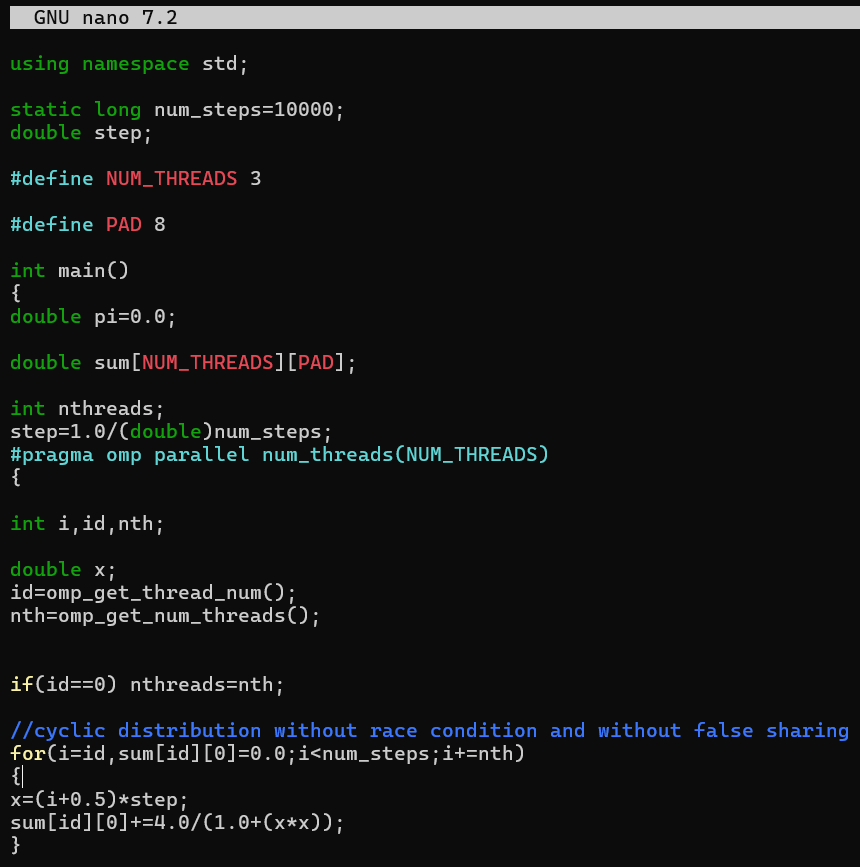 GNU nano 7.2
using namespace std;
static long num_steps=10000;
double step;
#define NUM_THREADS 3
#define PAD 8
int main()
{
double pi=0.0;
double sum[NUM_THREADS][PAD];
int nthreads;
step=1.0/(double)num_steps;
#pragma omp parallel num_threads(NUM_THREADS)
{
int i,id,nth;
double x;
id=omp_get_thread_num();
nth=omp_get_num_threads();
if(id==0) nthreads=nth;
//cyclic distribution without race condition and without false sharing
for(i=id,sum[id][0]=0.0;i<num_steps;i+=nth)
{
x=(i+0.5)*step;
sum[id][0]+=4.0/(1.0+(x*x));
}